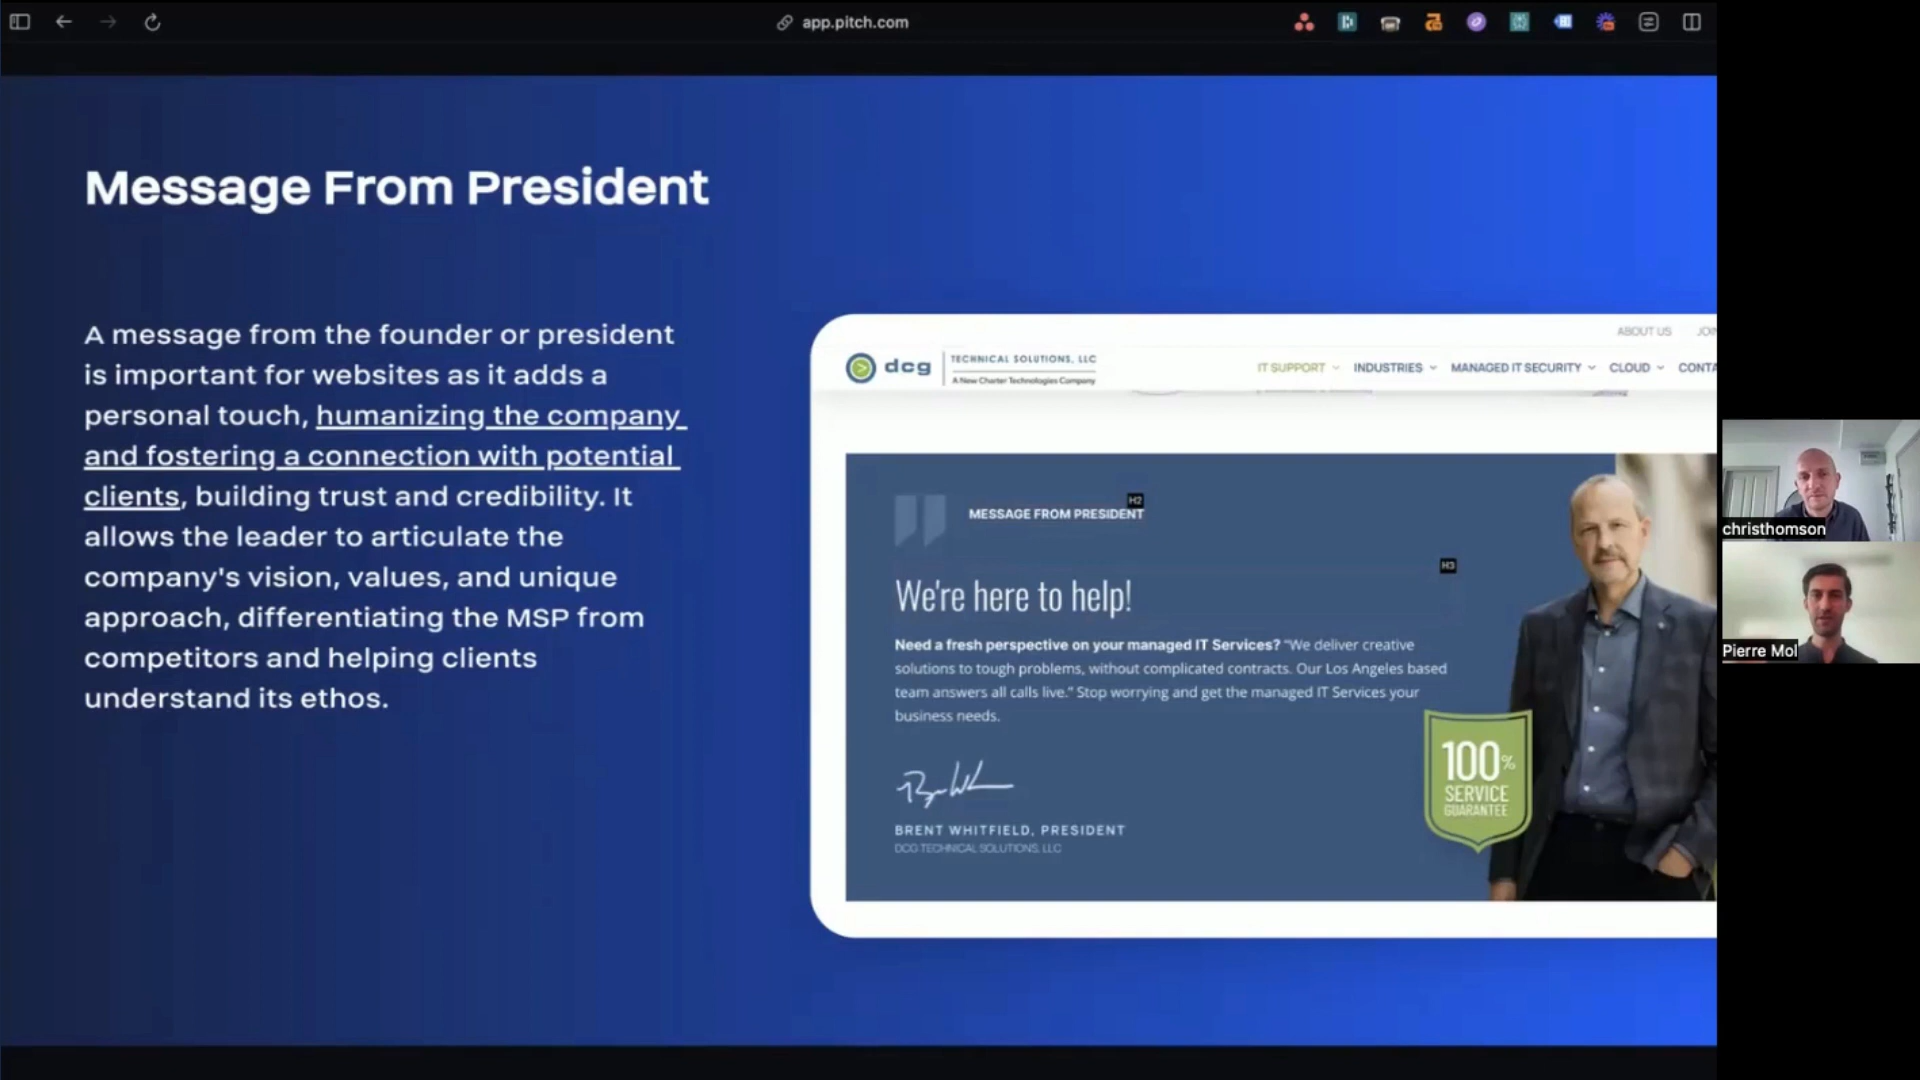 app.pitch.com
Message From President
A message from the founder or president
is important for websites as it adds a
personal touch, humanizing the company
and fostering a connection with potential
clients, building trust and credibility. It
allows the leader to articulate the
company's vision, values, and unique
approach, differentiating the MSP from
competitors and helping clients
understand its ethos.
ABOUT US JOI
dcg TECHNICAL SOLUTIONS, LLC
A New Charter Technologies Company
IT SUPPORT INDUSTRIES MANAGED IT SECURITY CLOUD CONTA
H2
MESSAGE FROM PRESIDENT
H3
We're here to help!
Need a fresh perspective on your managed IT Services? “We deliver creative
solutions to tough problems, without complicated contracts. Our Los Angeles based
team answers all calls live.” Stop worrying and get the managed IT Services your
business needs.
100%
SERVICE
GUARANTEE
BRENT WHITFIELD, PRESIDENT
DCG TECHNICAL SOLUTIONS, LLC
christhomson
Pierre Mol